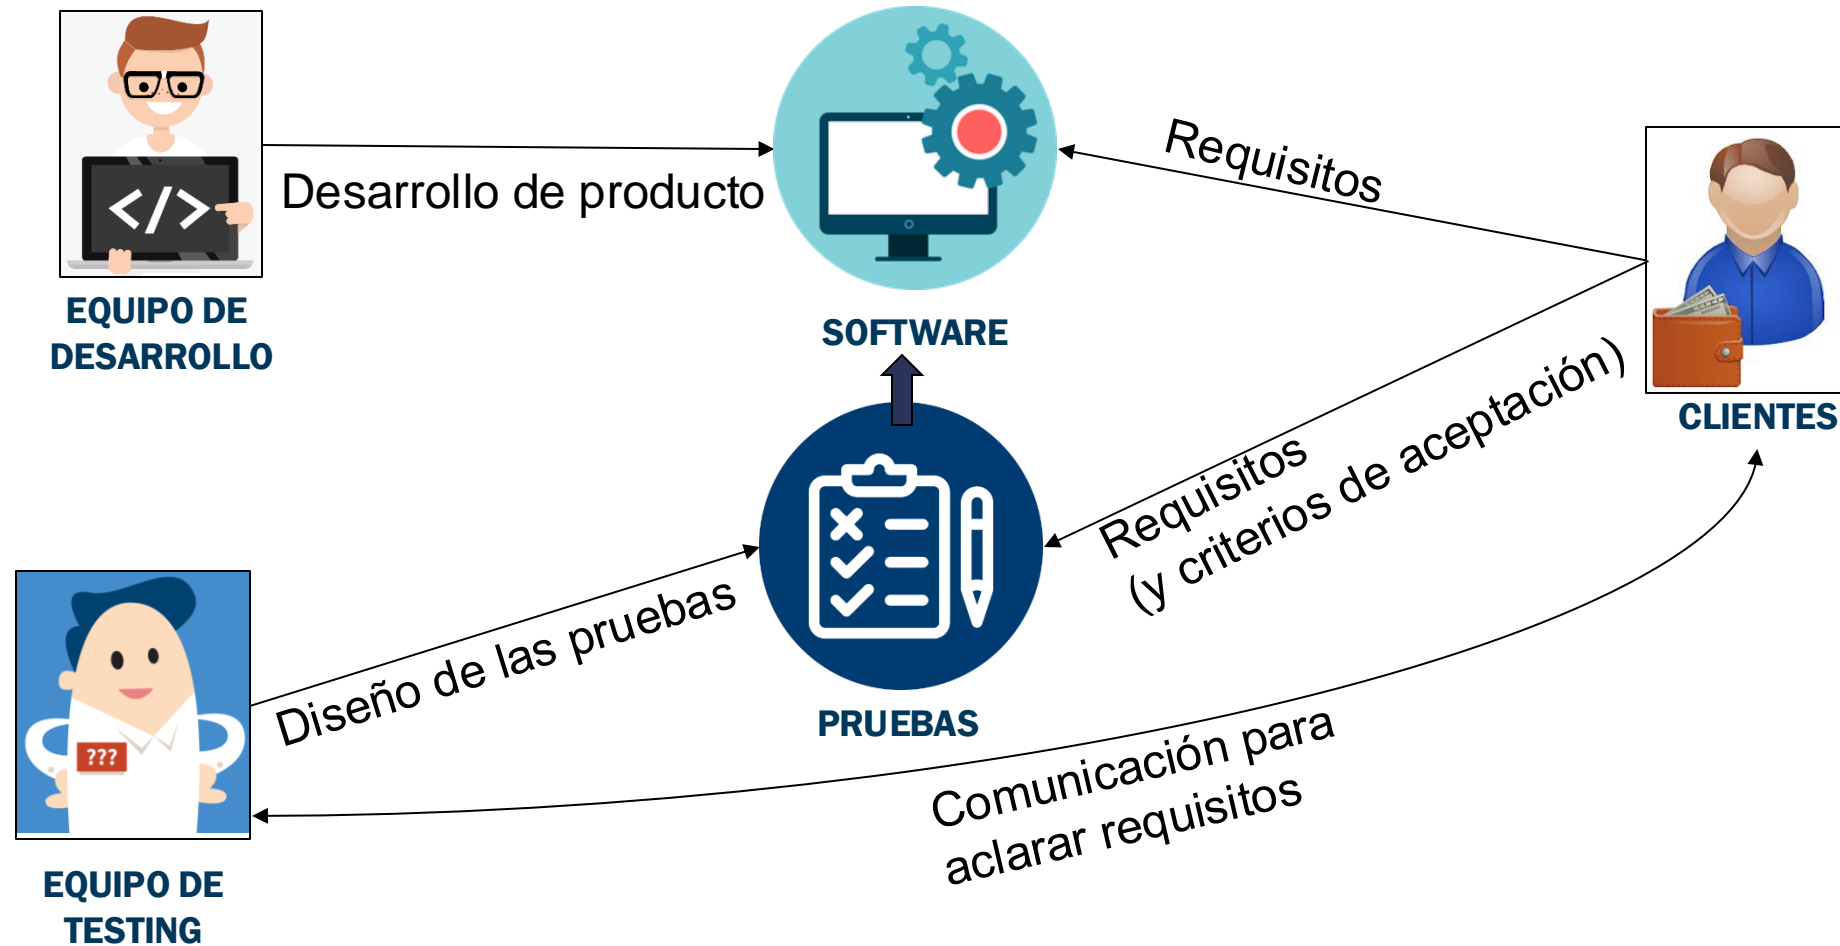 </>
Desarrollo de producto
EQUIPO DE
DESARROLLO
SOFTWARE
Requisitos
CLIENTES
Requisitos
(y criterios de aceptación)
Diseño de las pruebas
PRUEBAS
???
Comunicación para
aclarar requisitos
EQUIPO DE
TESTING